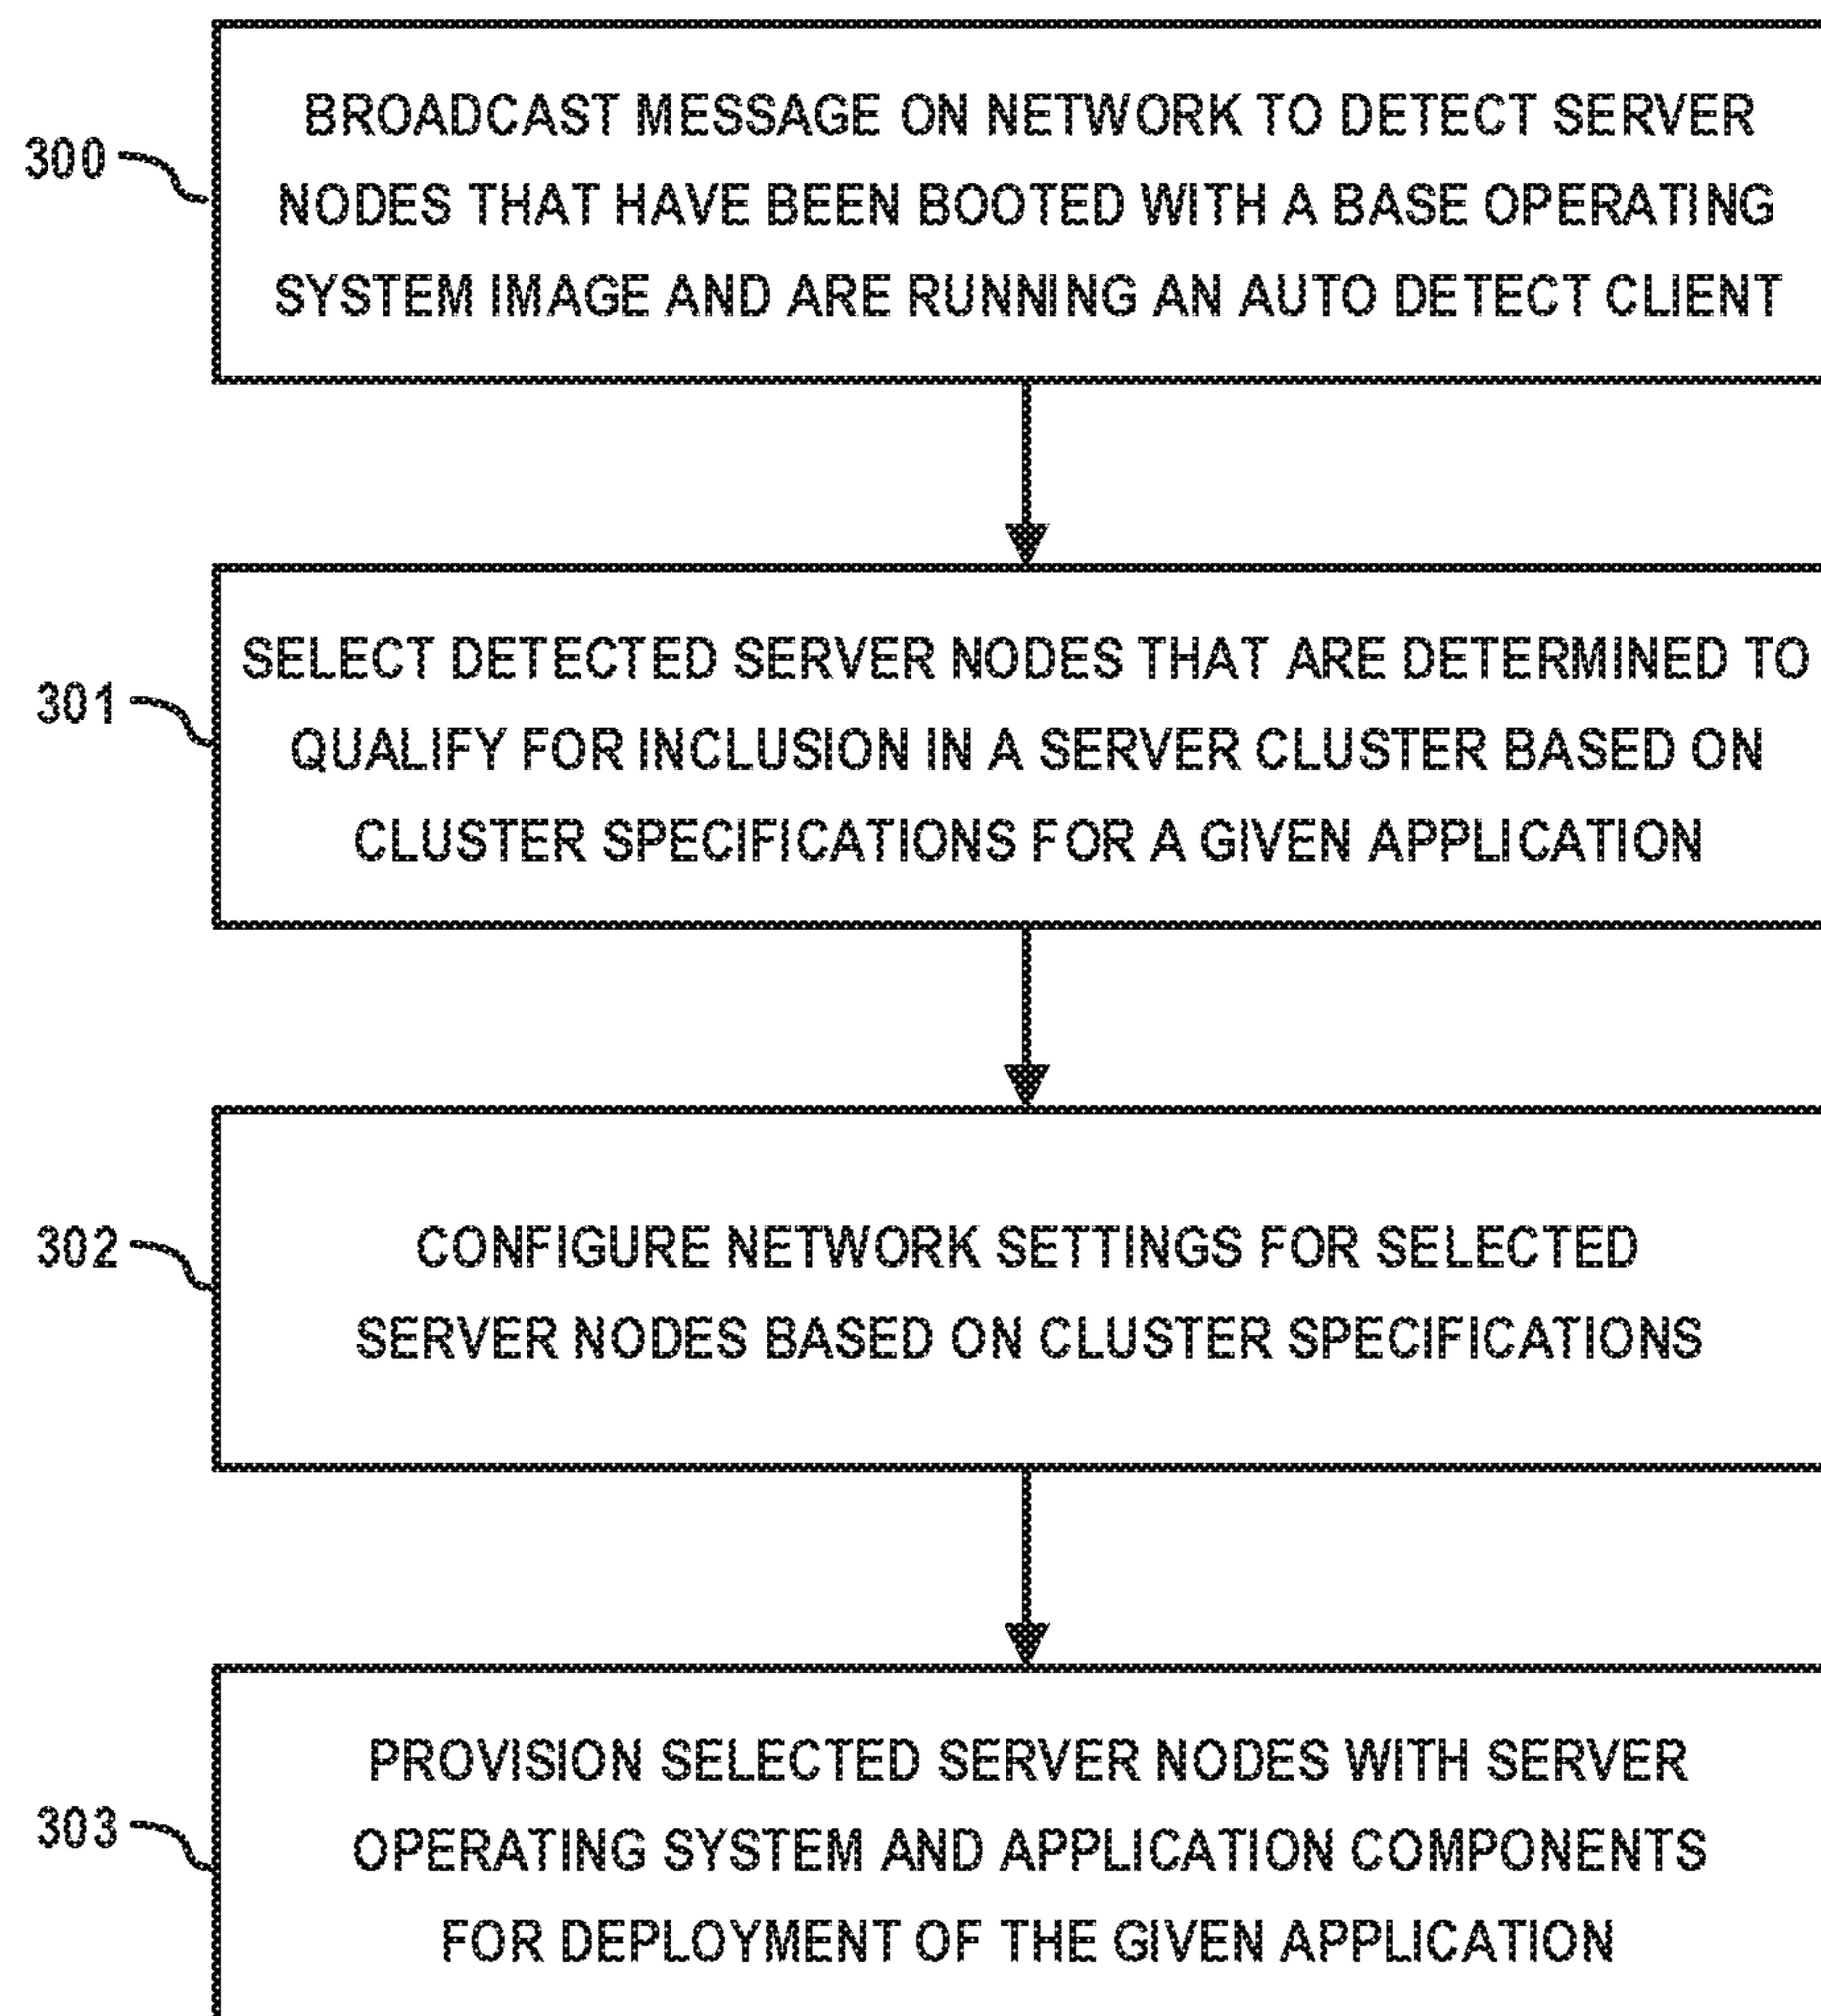 300
BROADCAST MESSAGE ON NETWORK TO DETECT SERVER
NODES THAT HAVE BEEN BOOTED WITH A BASE OPERATING
SYSTEM IMAGE AND ARE RUNNING AN AUTO DETECT CLIENT
301
SELECT DETECTED SERVER NODES THAT ARE DETERMINED TO
QUALIFY FOR INCLUSION IN A SERVER CLUSTER BASED ON
CLUSTER SPECIFICATIONS FOR A GIVEN APPLICATION
302
CONFIGURE NETWORK SETTINGS FOR SELECTED
SERVER NODES BASED ON CLUSTER SPECIFICATIONS
303
PROVISION SELECTED SERVER NODES WITH SERVER
OPERATING SYSTEM AND APPLICATION COMPONENTS
FOR DEPLOYMENT OF THE GIVEN APPLICATION